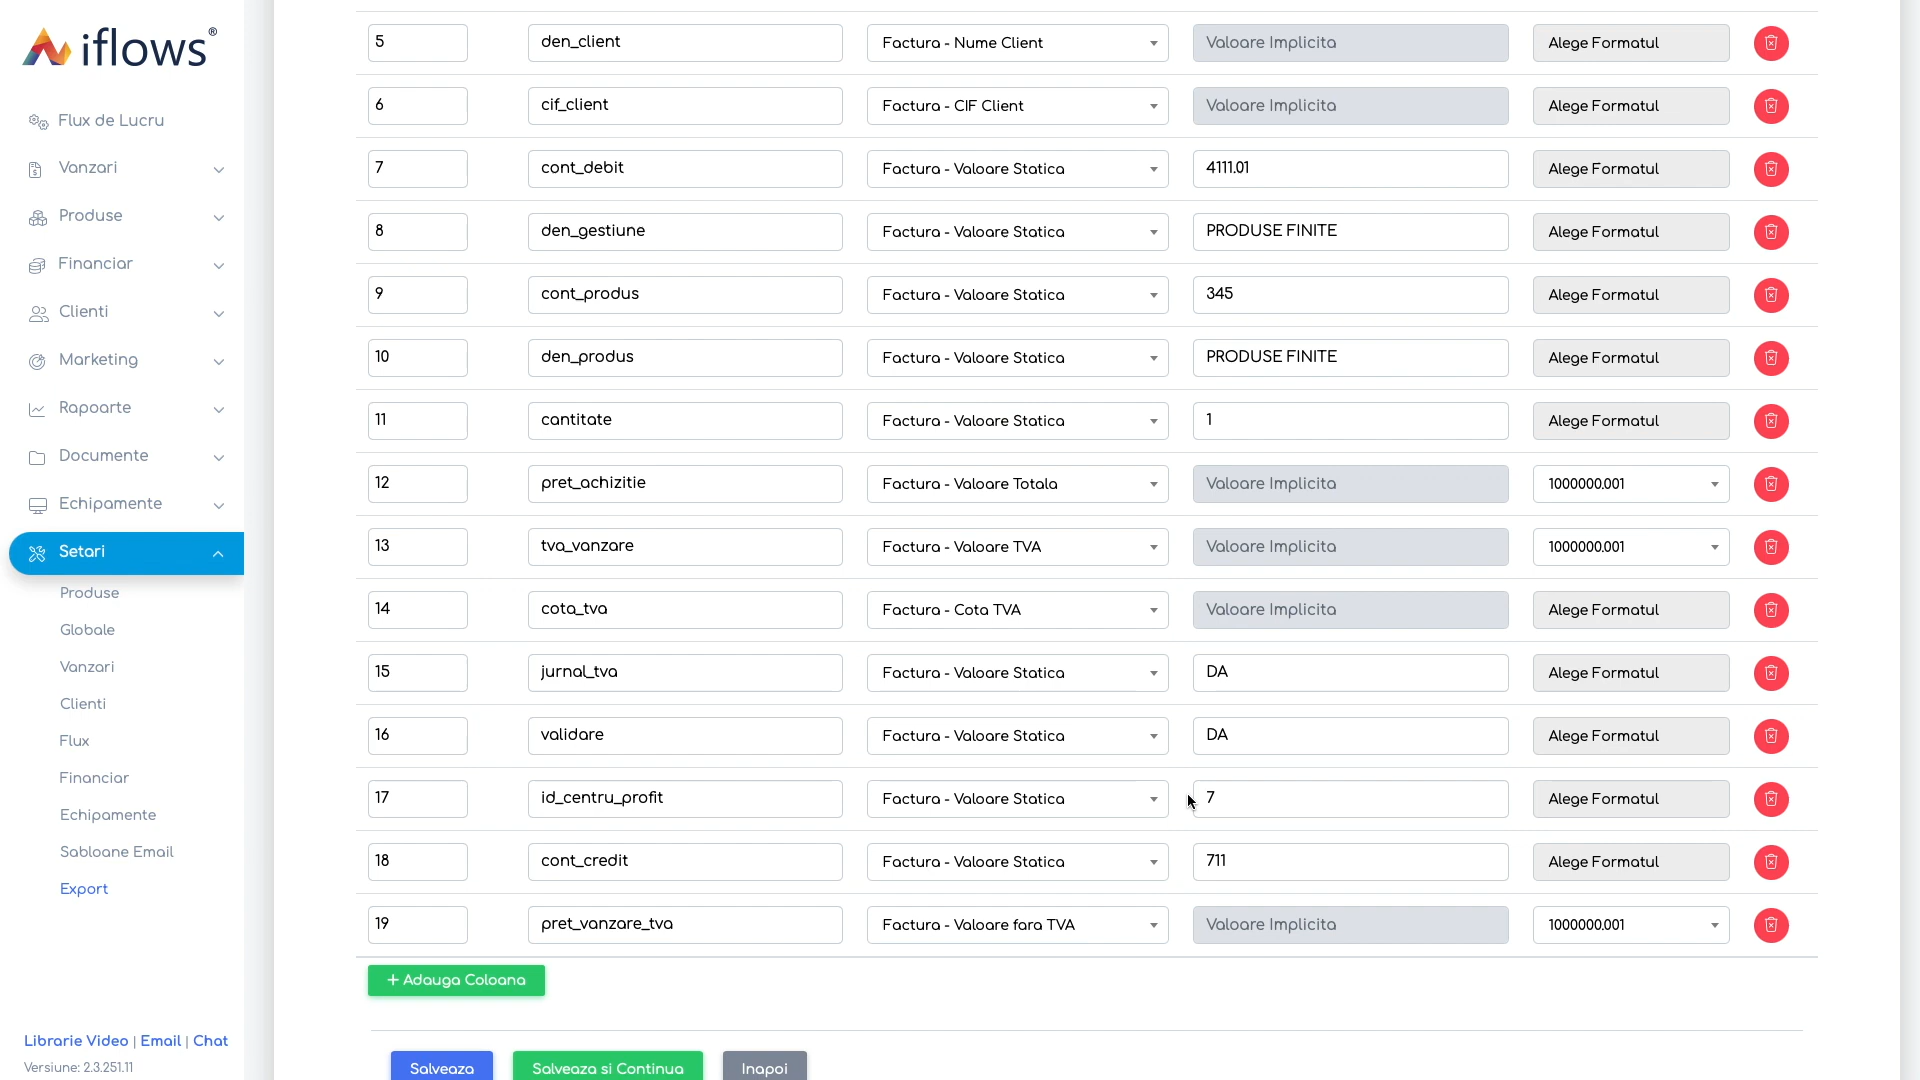 iflows®
Flux de Lucru
Vanzari
Produse
Financiar
Clienti
Marketing
Rapoarte
Documente
Echipamente
Setari
Produse
Globale
Vanzari
Clienti
Flux
Financiar
Echipamente
Sabloane Email
Export
Librarie Video | Email | Chat
Versiune: 2.3.251.11
5 den_client Factura - Nume Client Valoare Implicita Alege Formatul
6 cif_client Factura - CIF Client Valoare Implicita Alege Formatul
7 cont_debit Factura - Valoare Statica 4111.01 Alege Formatul
8 den_gestiune Factura - Valoare Statica PRODUSE FINITE Alege Formatul
9 cont_produs Factura - Valoare Statica 345 Alege Formatul
10 den_produs Factura - Valoare Statica PRODUSE FINITE Alege Formatul
11 cantitate Factura - Valoare Statica 1 Alege Formatul
12 pret_achizitie Factura - Valoare Totala Valoare Implicita 1000000.001
13 tva_vanzare Factura - Valoare TVA Valoare Implicita 1000000.001
14 cota_tva Factura - Cota TVA Valoare Implicita Alege Formatul
15 jurnal_tva Factura - Valoare Statica DA Alege Formatul
16 validare Factura - Valoare Statica DA Alege Formatul
17 id_centru_profit Factura - Valoare Statica 7 Alege Formatul
18 cont_credit Factura - Valoare Statica 711 Alege Formatul
19 pret_vanzare_tva Factura - Valoare fara TVA Valoare Implicita 1000000.001
+ Adauga Coloana
Salveaza Salveaza si Continua Inapoi